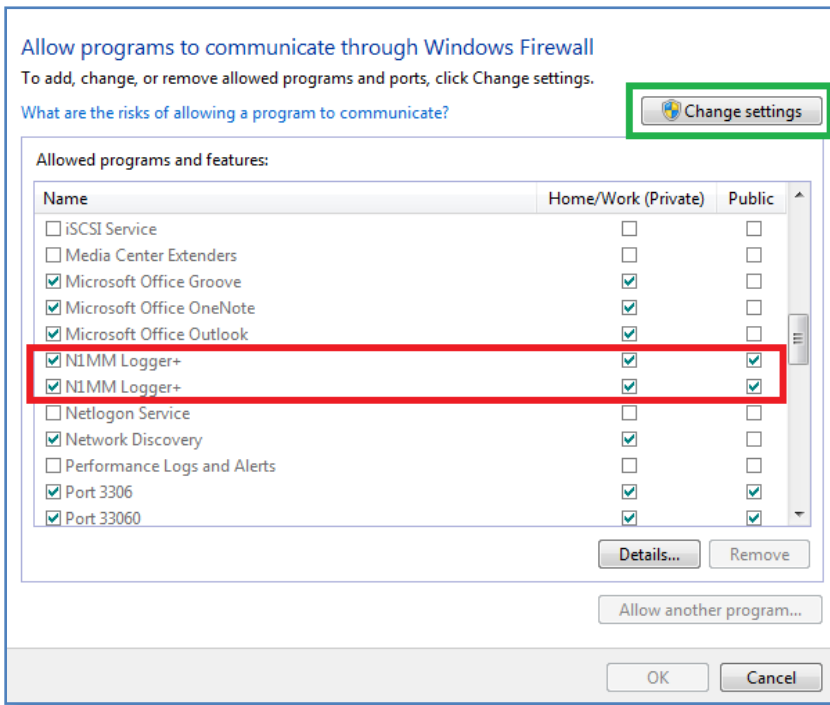 Allow programs to communicate through Windows Firewall
To add, change, or remove allowed programs and ports, click Change settings.
What are the risks of allowing a program to communicate?
Change settings
Allowed programs and features:
Name Home/Work (Private) Public
iSCSI Service
Media Center Extenders
Microsoft Office Groove
Microsoft Office OneNote
Microsoft Office Outlook
N1MM Logger+
N1MM Logger+
Netlogon Service
Network Discovery
Performance Logs and Alerts
Port 3306
Port 33060
Details... Remove
Allow another program...
OK Cancel